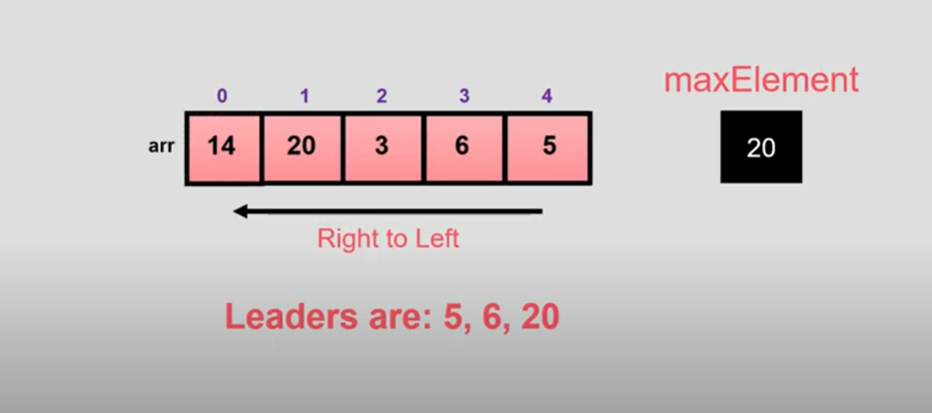 maxElement
0 1 2 3 4
arr 14 20 3 6 5
20
Right to Left
Leaders are: 5, 6, 20